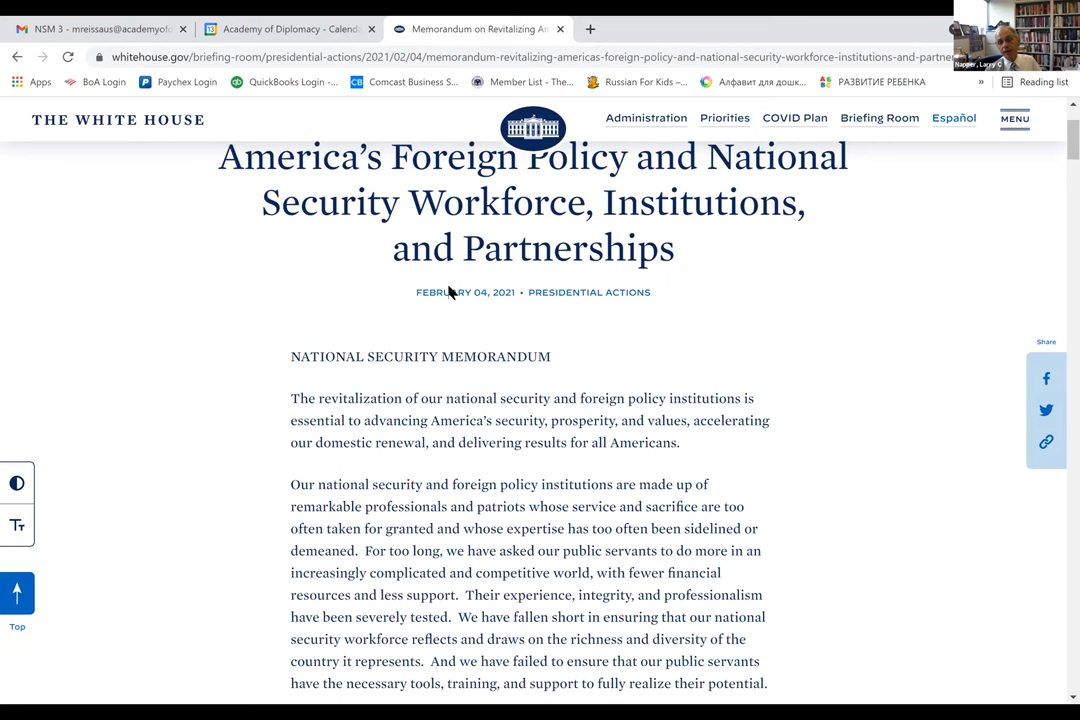 NSM 3 - mreissaus@academyofd
Academy of Diplomacy - Calenda
Memorandum on Revitalizing Am
whitehouse.gov/briefing-room/presidential-actions/2021/02/04/memorandum-revitalizing-americas-foreign-policy-and-national-security-workforce-institutions-and-partner
Apps
BoA Login
Paychex Login
QuickBooks Login -...
Comcast Business S...
Member List - The...
Russian For Kids –...
Алфавит для дошк...
РАЗВИТИЕ РЕБЕНКА
»
Reading list
Napper, Larry C
THE WHITE HOUSE
Administration
Priorities
COVID Plan
Briefing Room
Español
MENU
America’s Foreign Policy and National
Security Workforce, Institutions,
and Partnerships
FEBRUARY 04, 2021 • PRESIDENTIAL ACTIONS
NATIONAL SECURITY MEMORANDUM
The revitalization of our national security and foreign policy institutions is
essential to advancing America’s security, prosperity, and values, accelerating
our domestic renewal, and delivering results for all Americans.
Our national security and foreign policy institutions are made up of
remarkable professionals and patriots whose service and sacrifice are too
often taken for granted and whose expertise has too often been sidelined or
demeaned.  For too long, we have asked our public servants to do more in an
increasingly complicated and competitive world, with fewer financial
resources and less support.  Their experience, integrity, and professionalism
have been severely tested.  We have fallen short in ensuring that our national
security workforce reflects and draws on the richness and diversity of the
country it represents.  And we have failed to ensure that our public servants
have the necessary tools, training, and support to fully realize their potential.
Share
Tт
Top